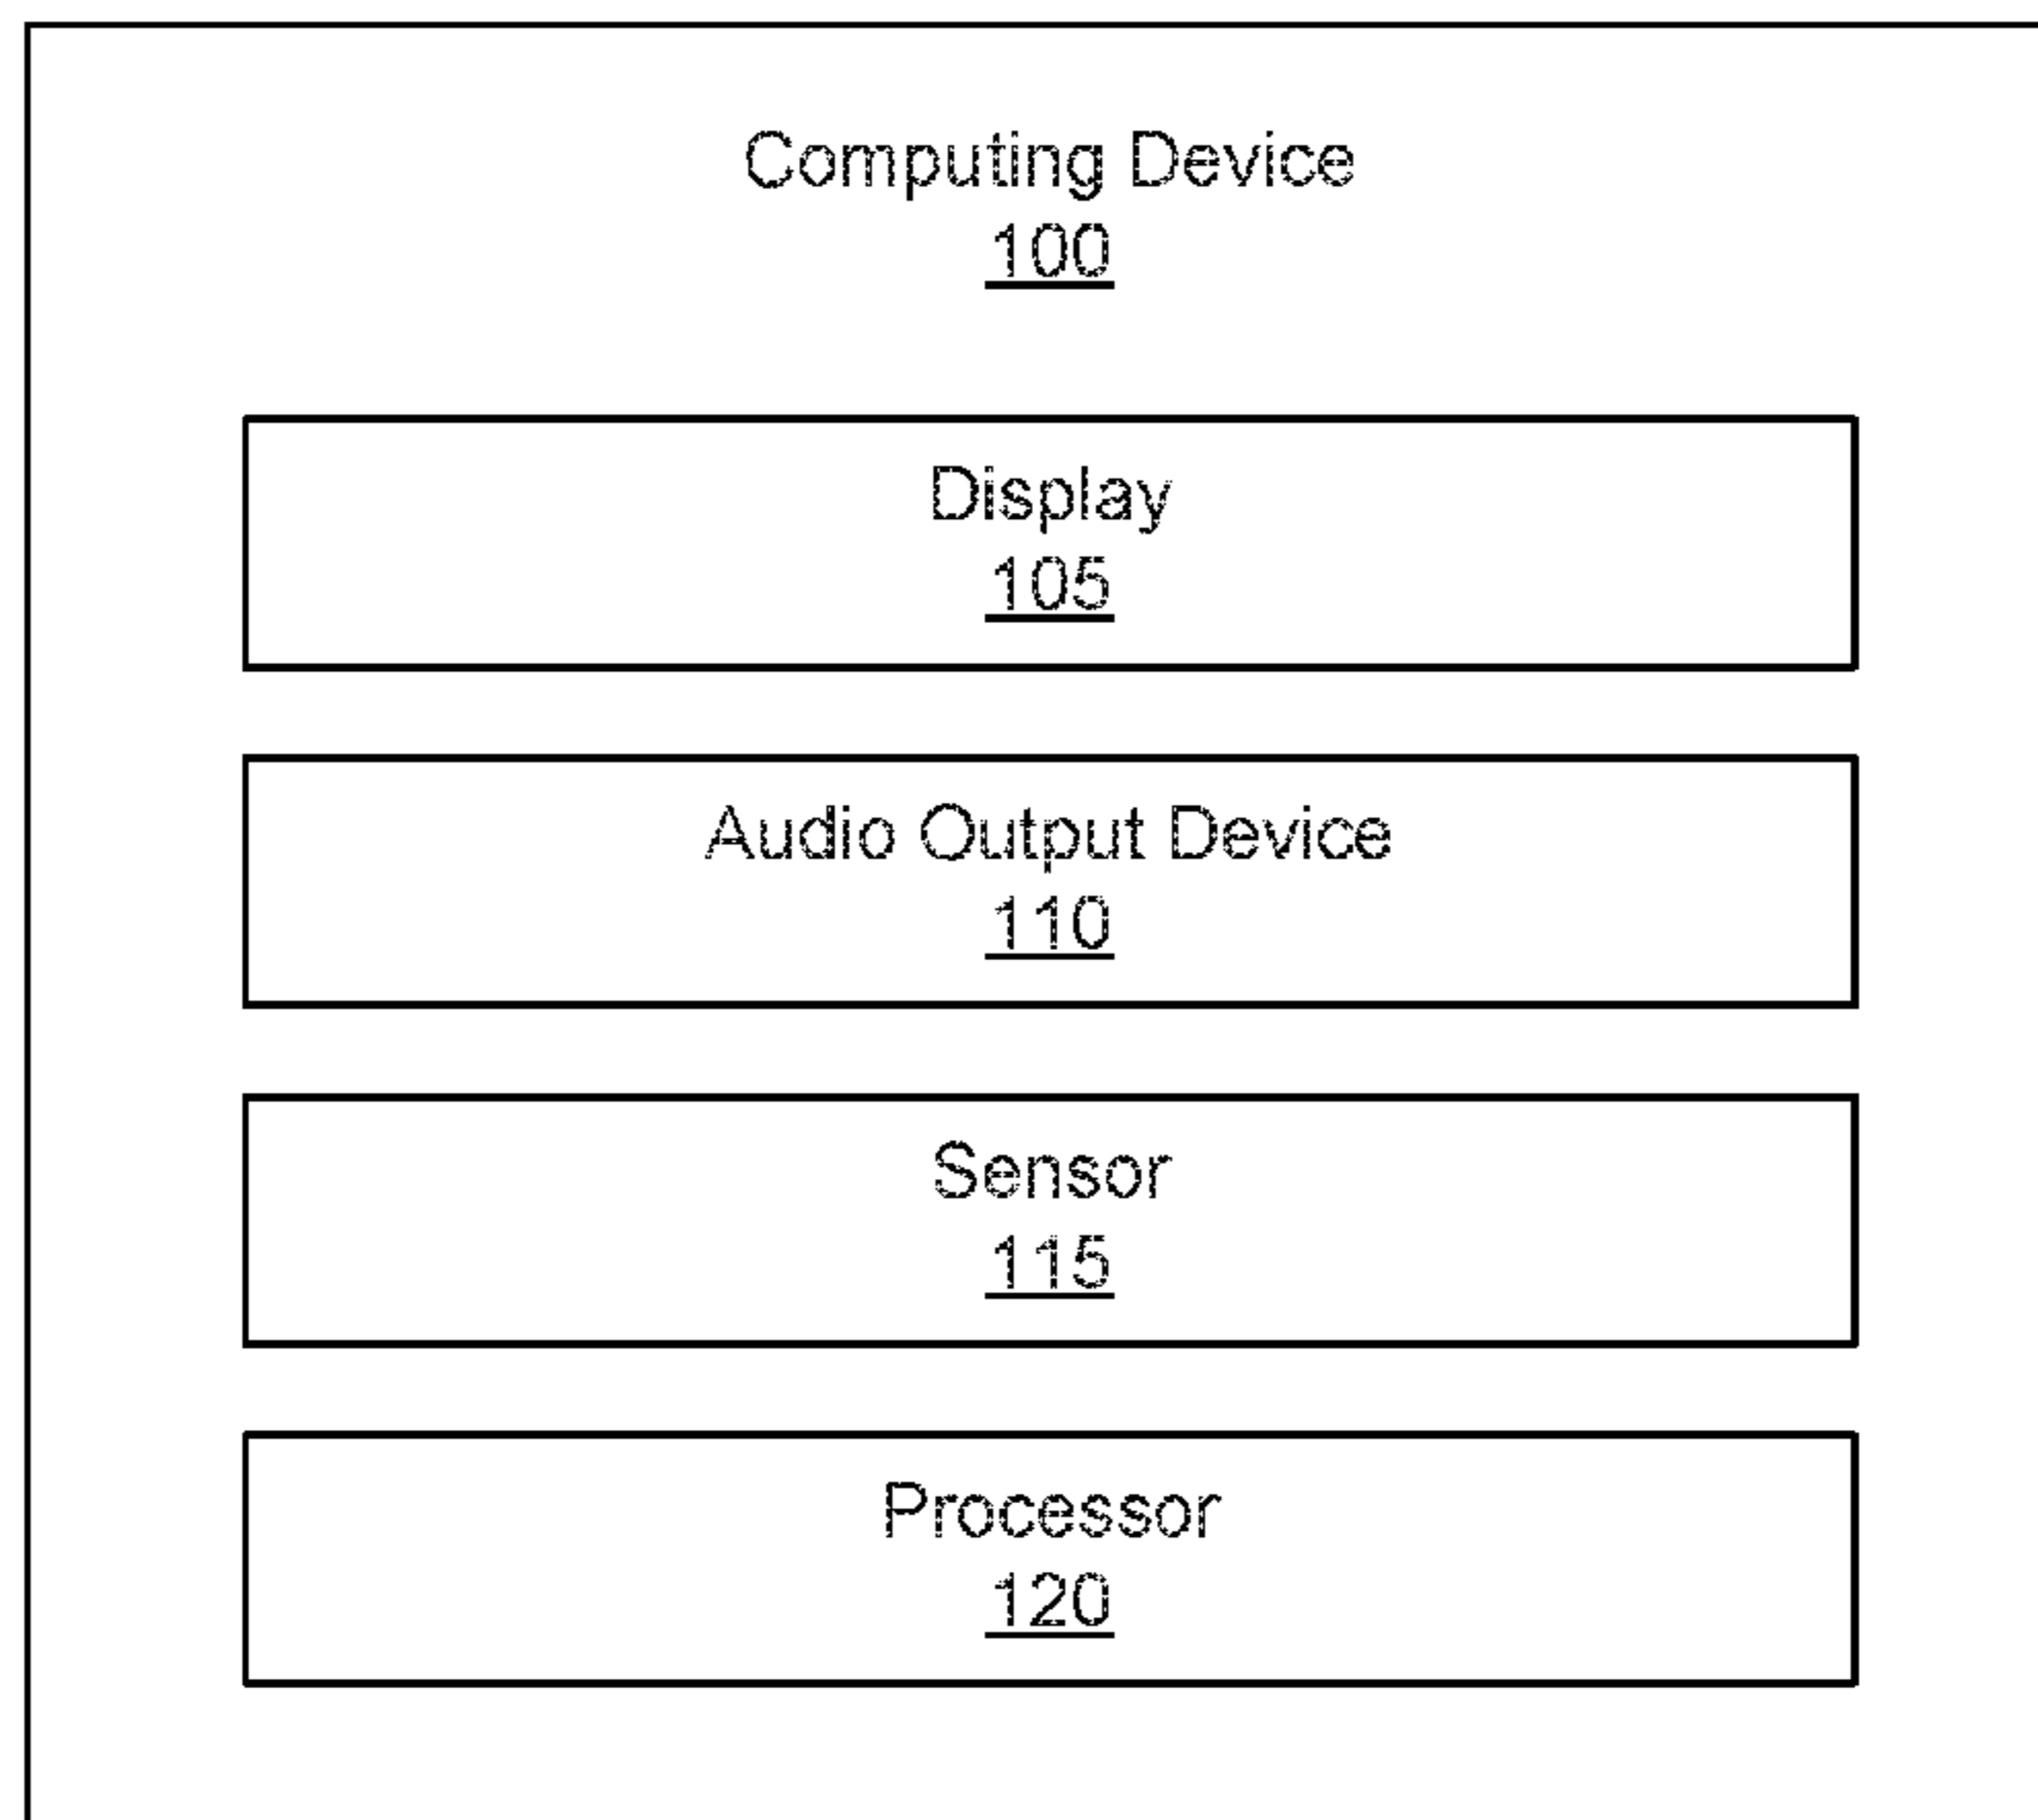 Computing Device
100
Display
105
Audio Output Device
110
Sensor
115
Processor
120